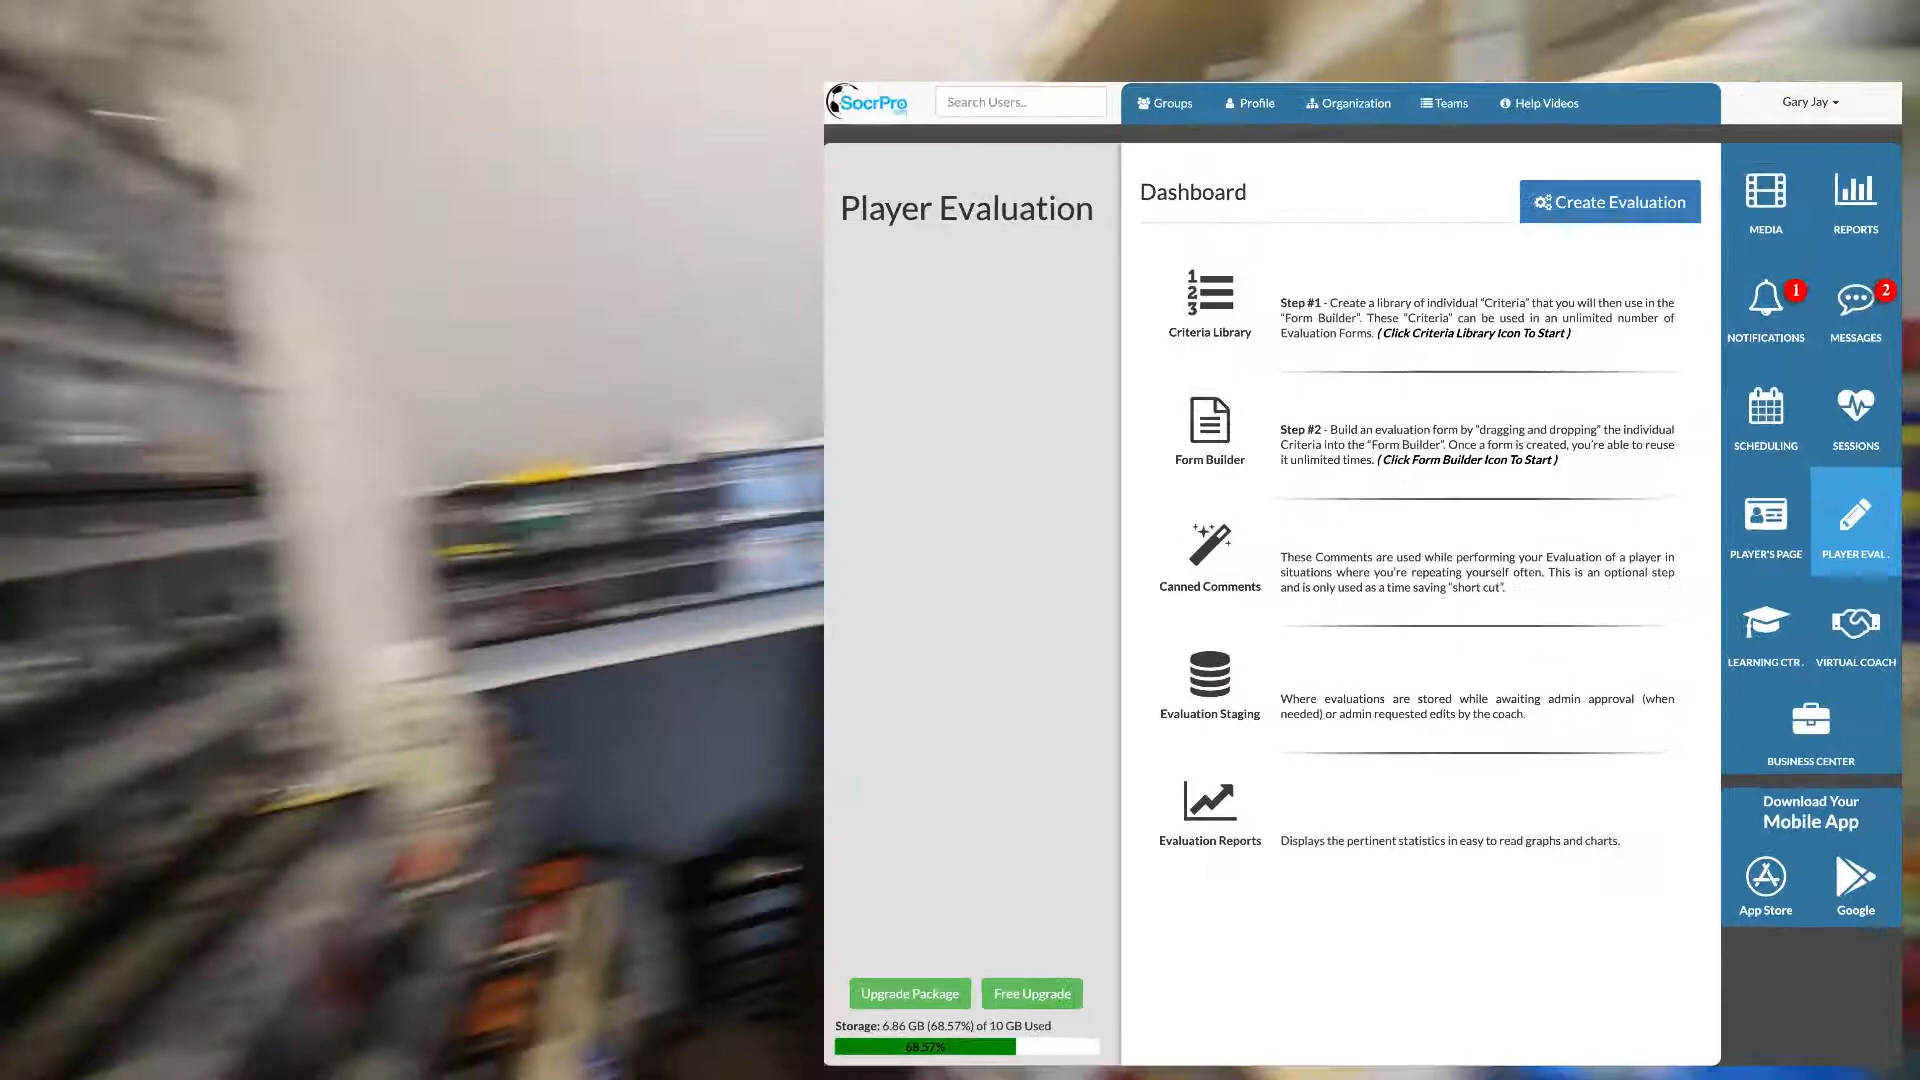 SocrPro
Search Users..
Groups
Profile
Organization
Teams
Help Videos
Gary Jay
Player Evaluation
Dashboard
Create Evaluation
1
2
3
Criteria Library
Step #1 - Create a library of individual "Criteria" that you will then use in the
"Form Builder". These "Criteria" can be used in an unlimited number of
Evaluation Forms. ( Click Criteria Library Icon To Start )
Form Builder
Step #2 - Build an evaluation form by "dragging and dropping" the individual
Criteria into the "Form Builder". Once a form is created, you're able to reuse
it unlimited times. ( Click Form Builder Icon To Start )
Canned Comments
These Comments are used while performing your Evaluation of a player in
situations where you're repeating yourself often. This is an optional step
and is only used as a time saving "short cut".
Evaluation Staging
Where evaluations are stored while awaiting admin approval (when
needed) or admin requested edits by the coach.
Evaluation Reports
Displays the pertinent statistics in easy to read graphs and charts.
MEDIA
REPORTS
1
NOTIFICATIONS
2
MESSAGES
SCHEDULING
SESSIONS
PLAYER'S PAGE
PLAYER EVAL.
LEARNING CTR.
VIRTUAL COACH
BUSINESS CENTER
Download Your
Mobile App
App Store
Google
Upgrade Package
Free Upgrade
Storage: 6.86 GB (68.57%) of 10 GB Used
68.57%